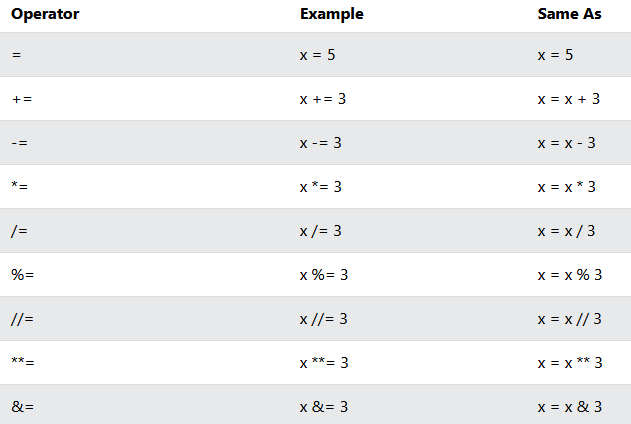 Operator Example Same As
= x = 5 x = 5
+= x += 3 x = x + 3
-= x -= 3 x = x - 3
*= x *= 3 x = x * 3
/= x /= 3 x = x / 3
%= x %= 3 x = x % 3
//= x //= 3 x = x // 3
**= x **= 3 x = x ** 3
&= x &= 3 x = x & 3